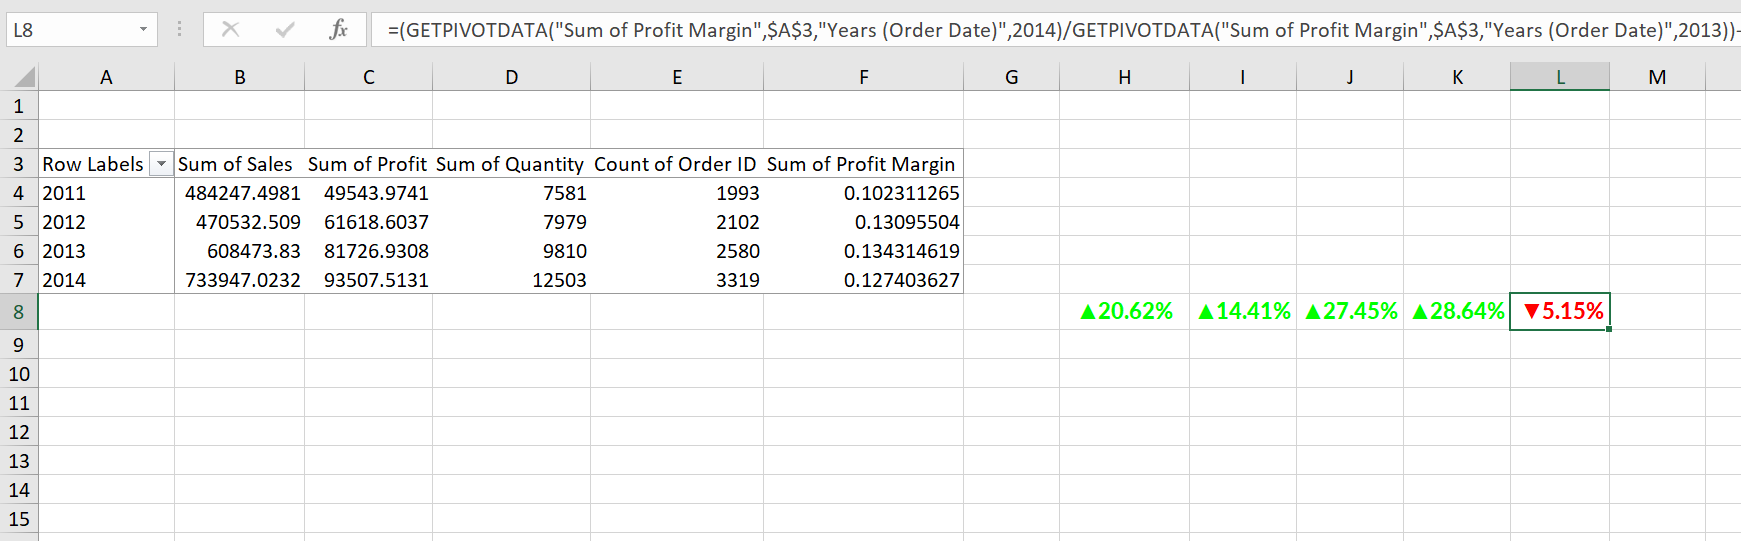 L8 fx =(GETPIVOTDATA("Sum of Profit Margin",$A$3,"Years (Order Date)",2014)/GETPIVOTDATA("Sum of Profit Margin",$A$3,"Years (Order Date)",2013))-
A B C D E F G H I J K L M
1
2
3 Row Labels Sum of Sales Sum of Profit Sum of Quantity Count of Order ID Sum of Profit Margin
4 2011 484247.4981 49543.9741 7581 1993 0.102311265
5 2012 470532.509 61618.6037 7979 2102 0.13095504
6 2013 608473.83 81726.9308 9810 2580 0.134314619
7 2014 733947.0232 93507.5131 12503 3319 0.127403627
8 ▲20.62% ▲14.41% ▲27.45% ▲28.64% ▼5.15%
9
10
11
12
13
14
15